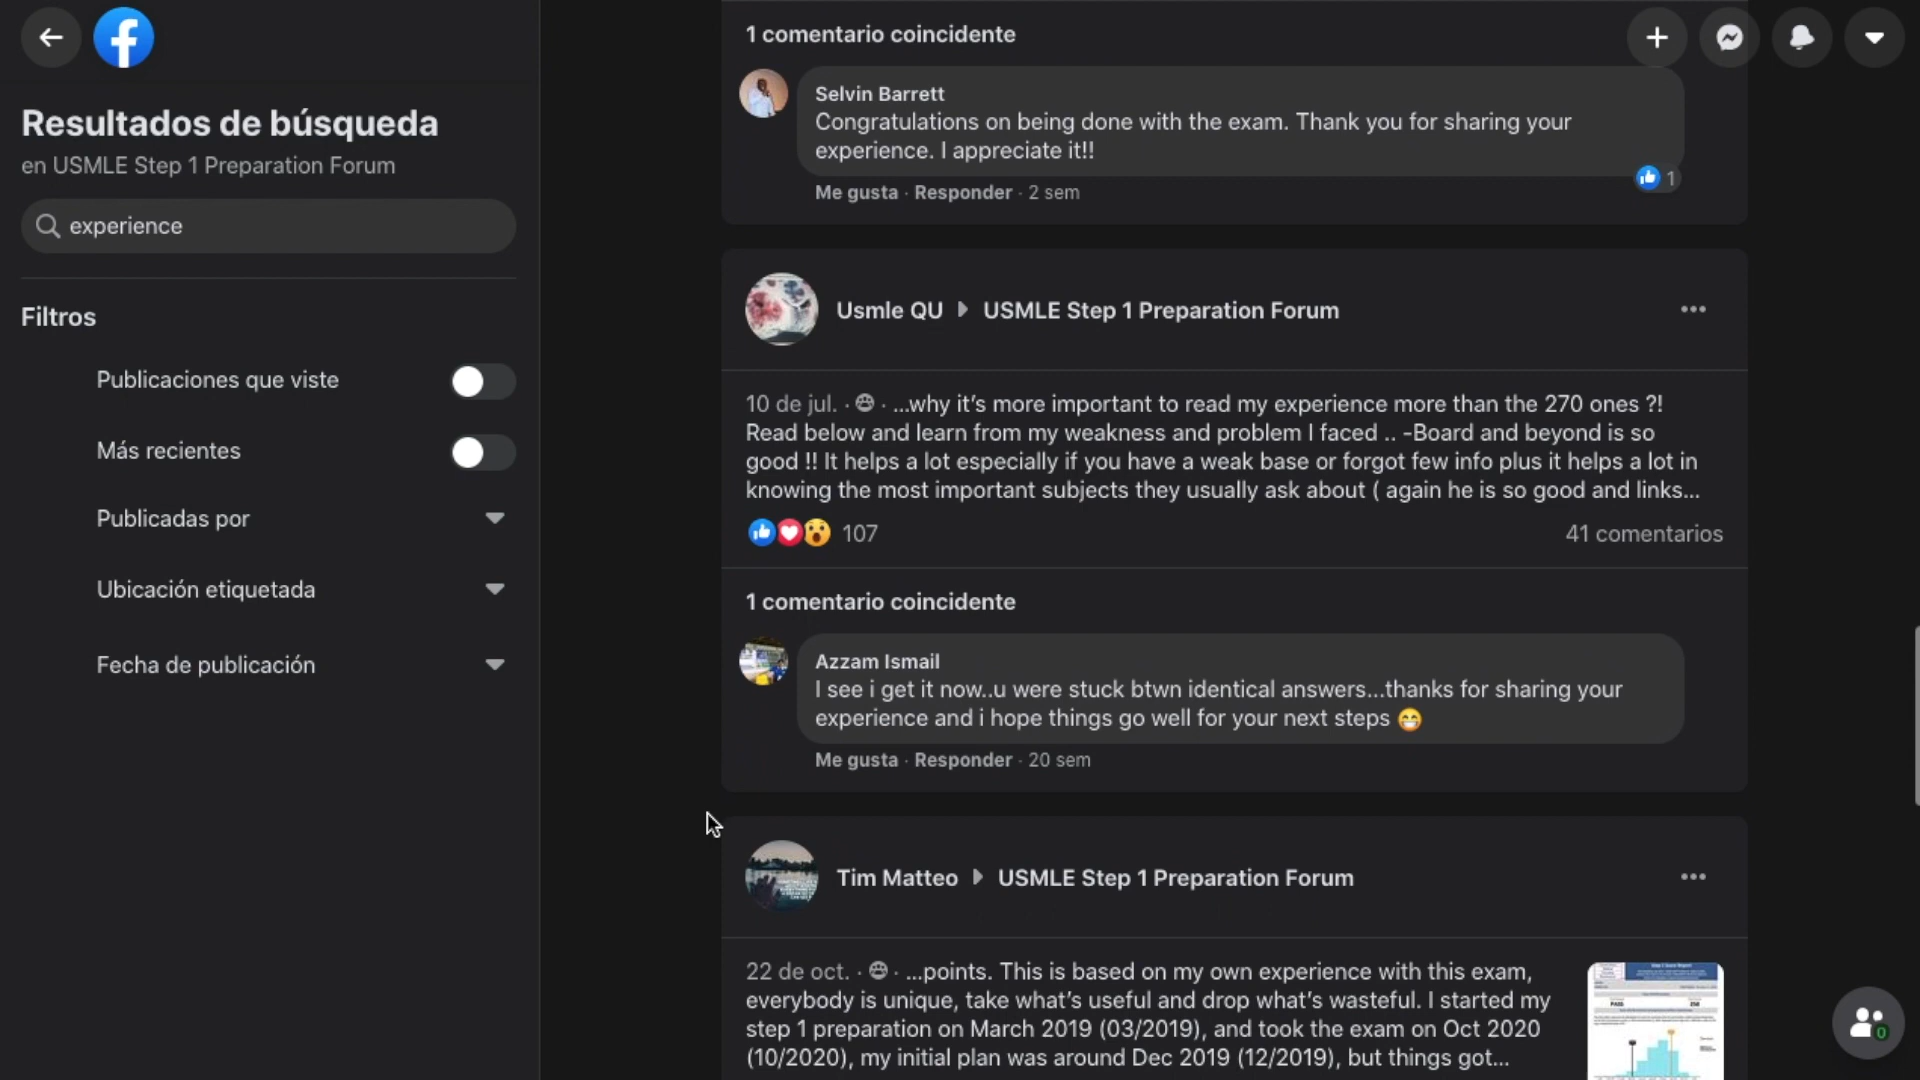 Resultados de búsqueda
en USMLE Step 1 Preparation Forum
experience
Filtros
Publicaciones que viste
Más recientes
Publicadas por
Ubicación etiquetada
Fecha de publicación
1 comentario coincidente
Selvin Barrett
Congratulations on being done with the exam. Thank you for sharing your
experience. I appreciate it!!
1
Me gusta · Responder · 2 sem
Usmle QU ▶ USMLE Step 1 Preparation Forum
10 de jul. · ...why it's more important to read my experience more than the 270 ones ?!
Read below and learn from my weakness and problem I faced .. -Board and beyond is so
good !! It helps a lot especially if you have a weak base or forgot few info plus it helps a lot in
knowing the most important subjects they usually ask about ( again he is so good and links...
107
41 comentarios
1 comentario coincidente
Azzam Ismail
I see i get it now..u were stuck btwn identical answers...thanks for sharing your
experience and i hope things go well for your next steps 😁
Me gusta · Responder · 20 sem
Tim Matteo ▶ USMLE Step 1 Preparation Forum
22 de oct. · ...points. This is based on my own experience with this exam,
everybody is unique, take what's useful and drop what's wasteful. I started my
step 1 preparation on March 2019 (03/2019), and took the exam on Oct 2020
(10/2020), my initial plan was around Dec 2019 (12/2019), but things got...
PASS
0